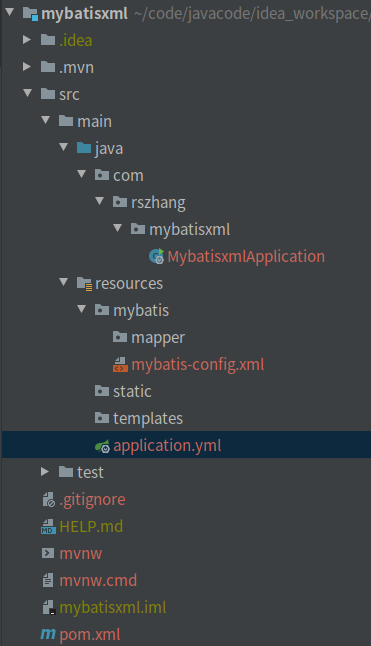 mybatisxml ~/code/javacode/idea_workspace/
.idea
.mvn
src
main
java
com
rszhang
mybatisxml
MybatisxmlApplication
resources
mybatis
mapper
mybatis-config.xml
static
templates
application.yml
test
.gitignore
HELP.md
mvnw
mvnw.cmd
mybatisxml.iml
pom.xml